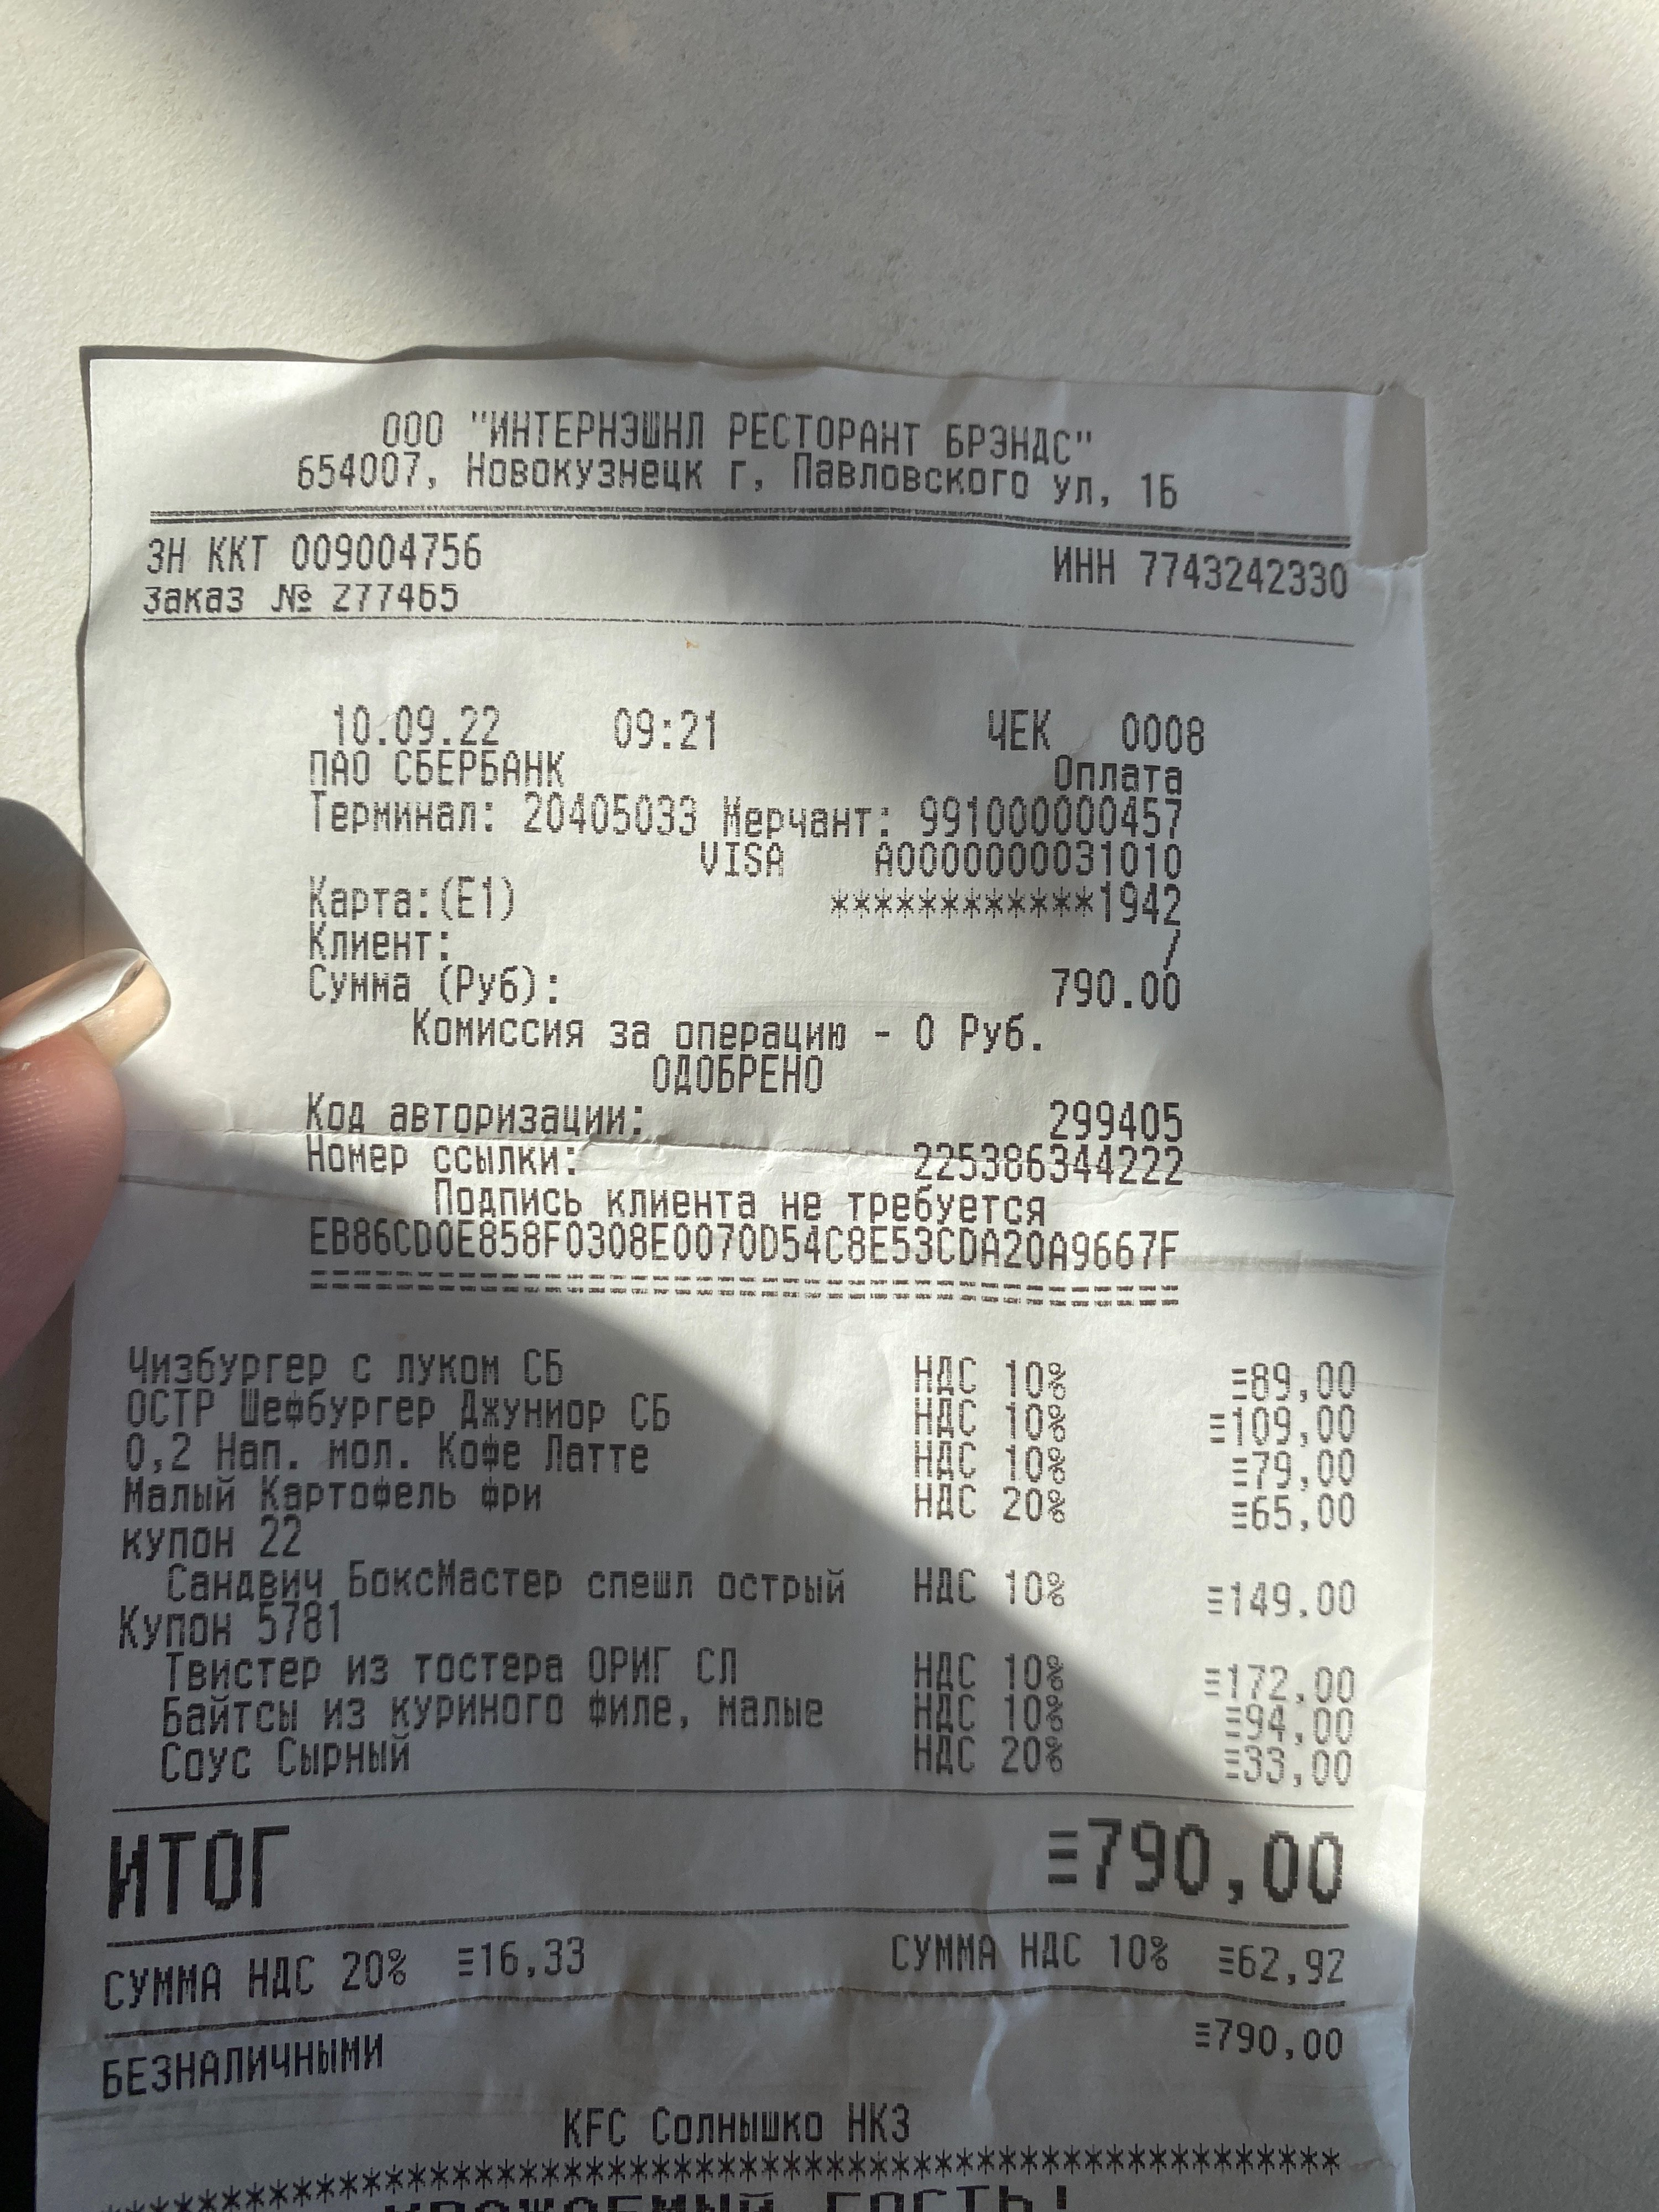 ООО "ИНТЕРНЭШНЛ РЕСТОРАНТ БРЭНДС"
654007, Новокузнецк г, Павловского ул, 1Б
ЗН ККТ 009004756 ИНН 7743242330
Заказ № 277465
10.09.22 09:21 ЧЕК 0008
ПАО СБЕРБАНК Оплата
Терминал: 20405033 Мерчант: 991000000457
VISA A0000000031010
Карта:(E1) ************1942
Клиент: /
Сумма (Руб): 790.00
Комиссия за операцию - 0 Руб.
ОДОБРЕНО
Код авторизации: 299405
Номер ссылки: 225386344222
Подпись клиента не требуется
EB86CD0E858F0308E0070D54C8E53CDA20A9667F
========================================
Чизбургер с луком СБ НДС 10% ≡89,00
ОСТР Шефбургер Джуниор СБ НДС 10% ≡109,00
0,2 Нап. мол. Кофе Латте НДС 10% ≡79,00
Малый Картофель фри НДС 20% ≡65,00
купон 22
Сандвич БоксМастер спешл острый НДС 10% ≡149,00
Купон 5781
Твистер из тостера ОРИГ СЛ НДС 10% ≡172,00
Байтсы из куриного филе, малые НДС 10% ≡94,00
Соус Сырный НДС 20% ≡33,00
ИТОГ ≡790,00
СУММА НДС 20% ≡16,33 СУММА НДС 10% ≡62,92
БЕЗНАЛИЧНЫМИ ≡790,00
KFC Солнышко НКЗ
******************************************************
УВАЖАЕМЫЙ ГОСТЬ!